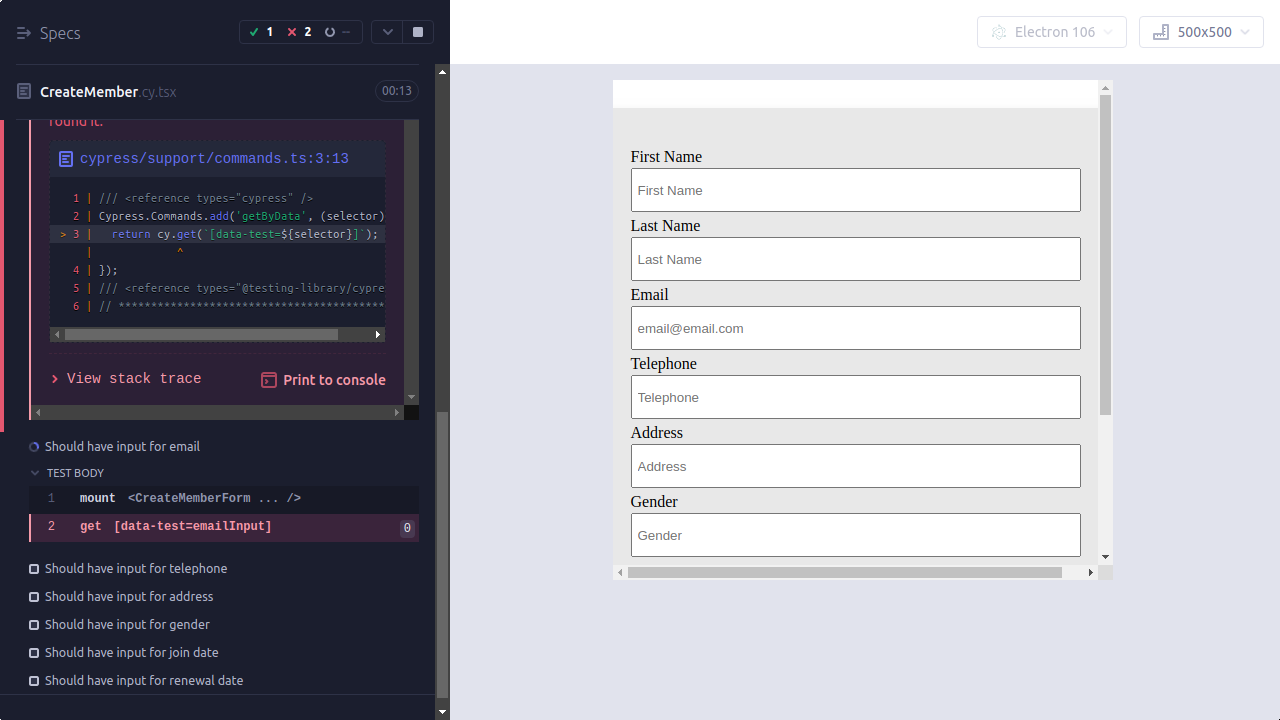 Specs
1 2 --
CreateMember.cy.tsx 00:13
found it.
cypress/support/commands.ts:3:13
1 | /// <reference types="cypress" />
2 | Cypress.Commands.add('getByData', (selector)
> 3 | return cy.get(`[data-test=${selector}]`);
| ^
4 | });
5 | /// <reference types="@testing-library/cypre
6 | // *****************************************
View stack trace
Print to console
Should have input for email
TEST BODY
1 mount <CreateMemberForm ... />
2 get [data-test=emailInput] 0
Should have input for telephone
Should have input for address
Should have input for gender
Should have input for join date
Should have input for renewal date
Electron 106
500x500
First Name
First Name
Last Name
Last Name
Email
email@email.com
Telephone
Telephone
Address
Address
Gender
Gender